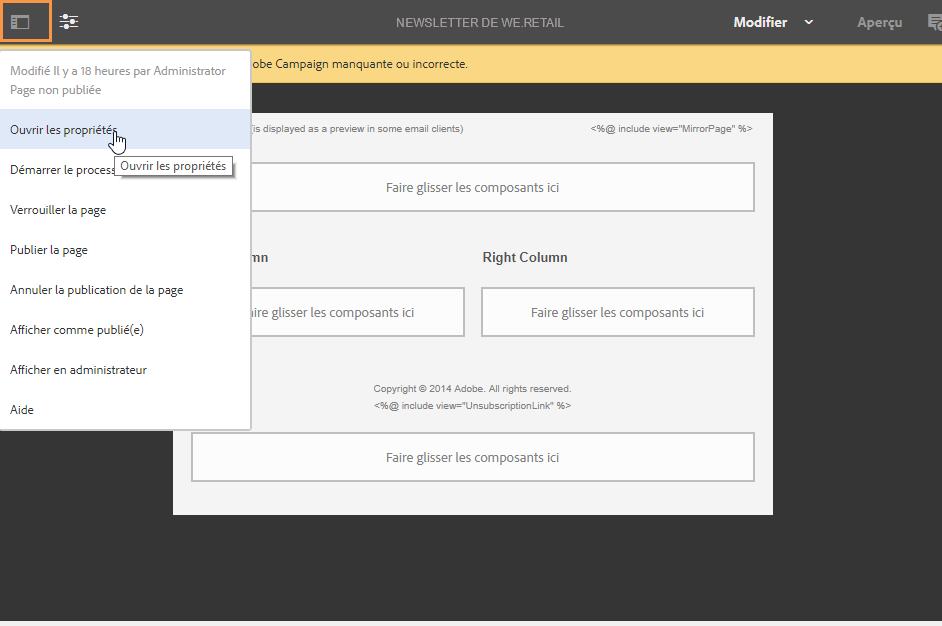 NEWSLETTER DE WE.RETAIL
Modifier
Aperçu
obe Campaign manquante ou incorrecte.
Modifié Il y a 18 heures par Administrator
Page non publiée
Ouvrir les propriétés
Ouvrir les propriétés
Démarrer le process
Verrouiller la page
Publier la page
Annuler la publication de la page
Afficher comme publié(e)
Afficher en administrateur
Aide
is displayed as a preview in some email clients)
<%@ include view="MirrorPage" %>
Faire glisser les composants ici
mn
Right Column
ire glisser les composants ici
Faire glisser les composants ici
Copyright © 2014 Adobe. All rights reserved.
<%@ include view="UnsubscriptionLink" %>
Faire glisser les composants ici